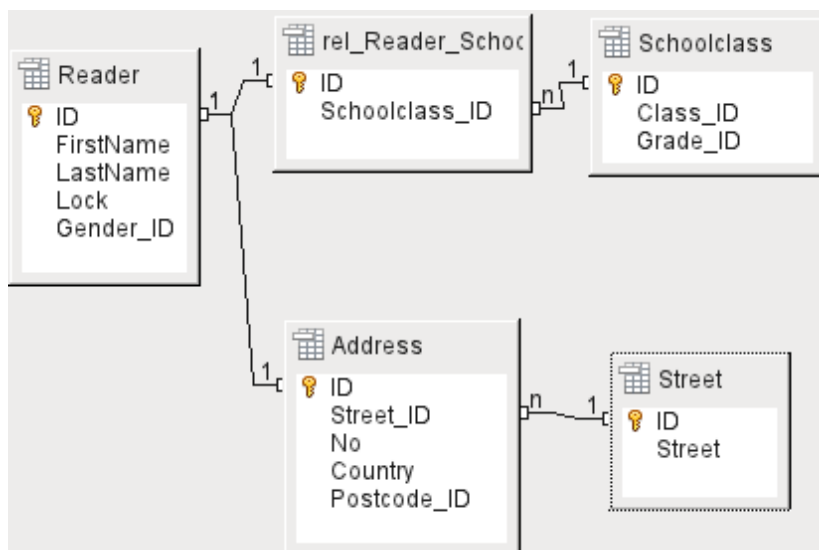 Reader
ID
FirstName
LastName
Lock
Gender_ID
1
1
rel_Reader_Schoo
ID
Schoolclass_ID
n
1
Schoolclass
ID
Class_ID
Grade_ID
1
Address
ID
Street_ID
No
Country
Postcode_ID
n
1
Street
ID
Street